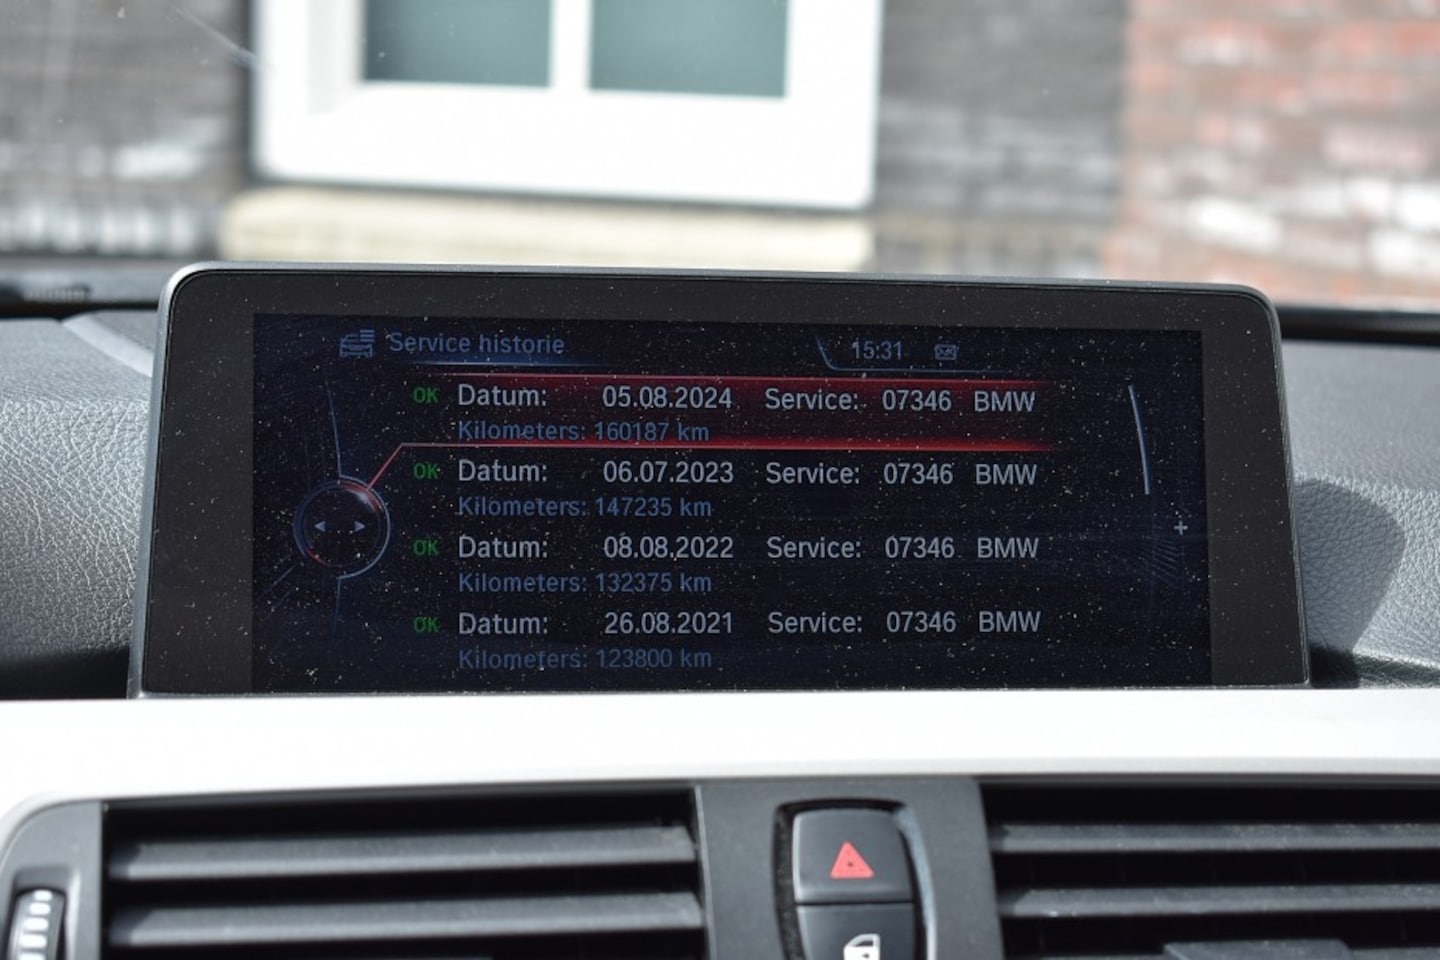 Service historie 15:31
OK Datum: 05.08.2024 Service: 07346 BMW
Kilometers: 160187 km
OK Datum: 06.07.2023 Service: 07346 BMW
Kilometers: 147235 km
OK Datum: 08.08.2022 Service: 07346 BMW
Kilometers: 132375 km
OK Datum: 26.08.2021 Service: 07346 BMW
Kilometers: 123800 km